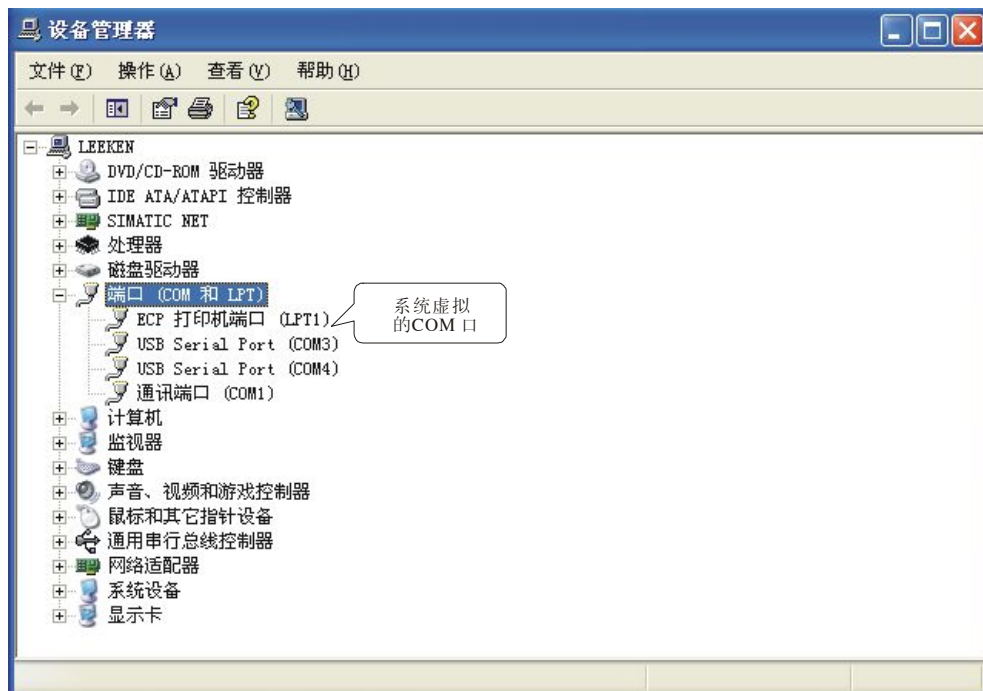 设备管理器
文件(F) 操作(A) 查看(V) 帮助(H)
LEEKEN
DVD/CD-ROM 驱动器
IDE ATA/ATAPI 控制器
SIMATIC NET
处理器
磁盘驱动器
端口 (COM 和 LPT)
ECP 打印机端口 (LPT1)
系统虚拟
的COM 口
USB Serial Port (COM3)
USB Serial Port (COM4)
通讯端口 (COM1)
计算机
监视器
键盘
声音、视频和游戏控制器
鼠标和其它指针设备
通用串行总线控制器
网络适配器
系统设备
显示卡